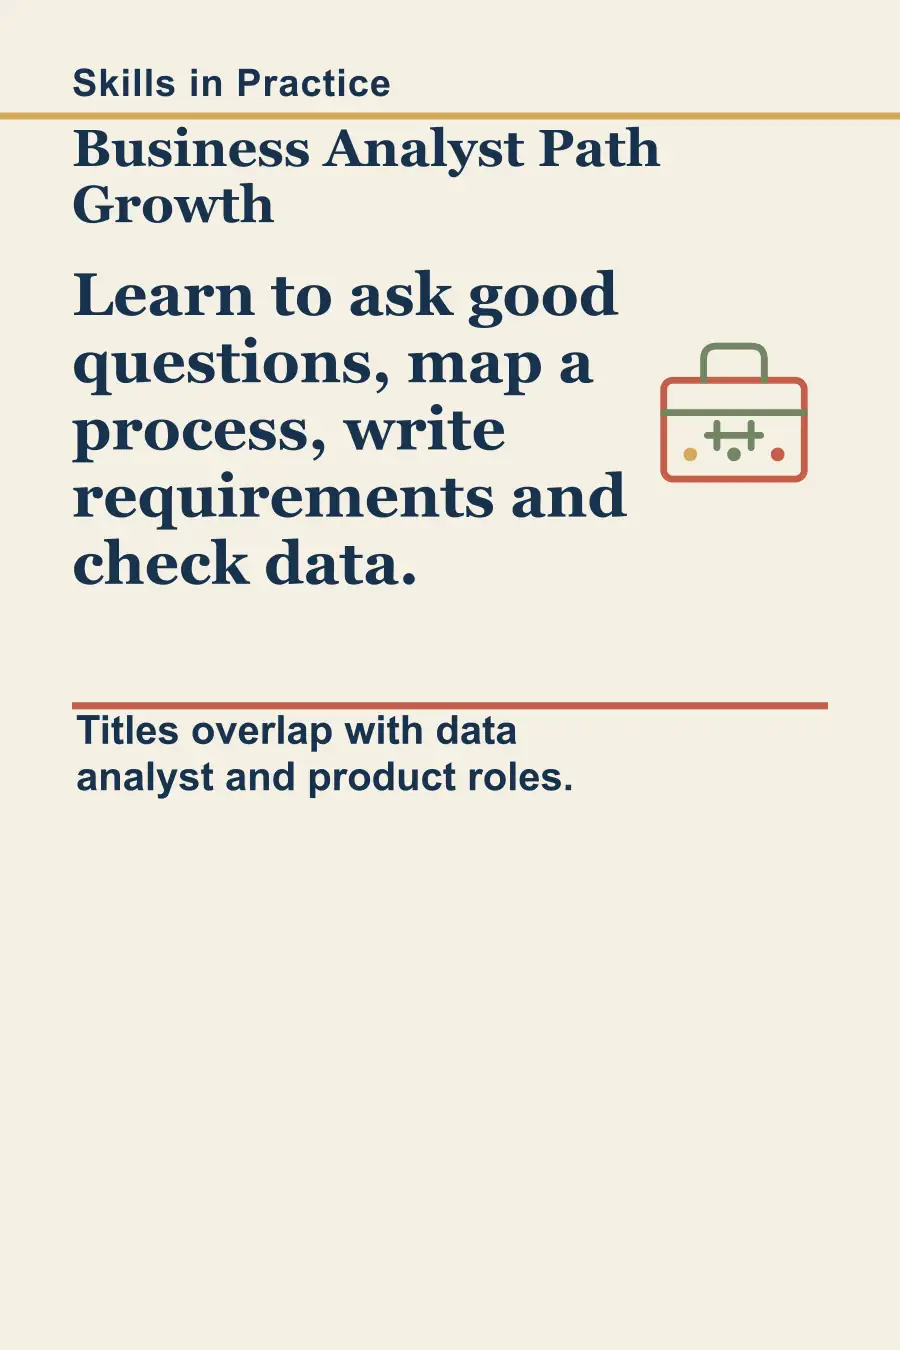 Skills in Practice
Business Analyst Path
Growth
Learn to ask good
questions, map a
process, write
requirements and
check data.
Titles overlap with data
analyst and product roles.